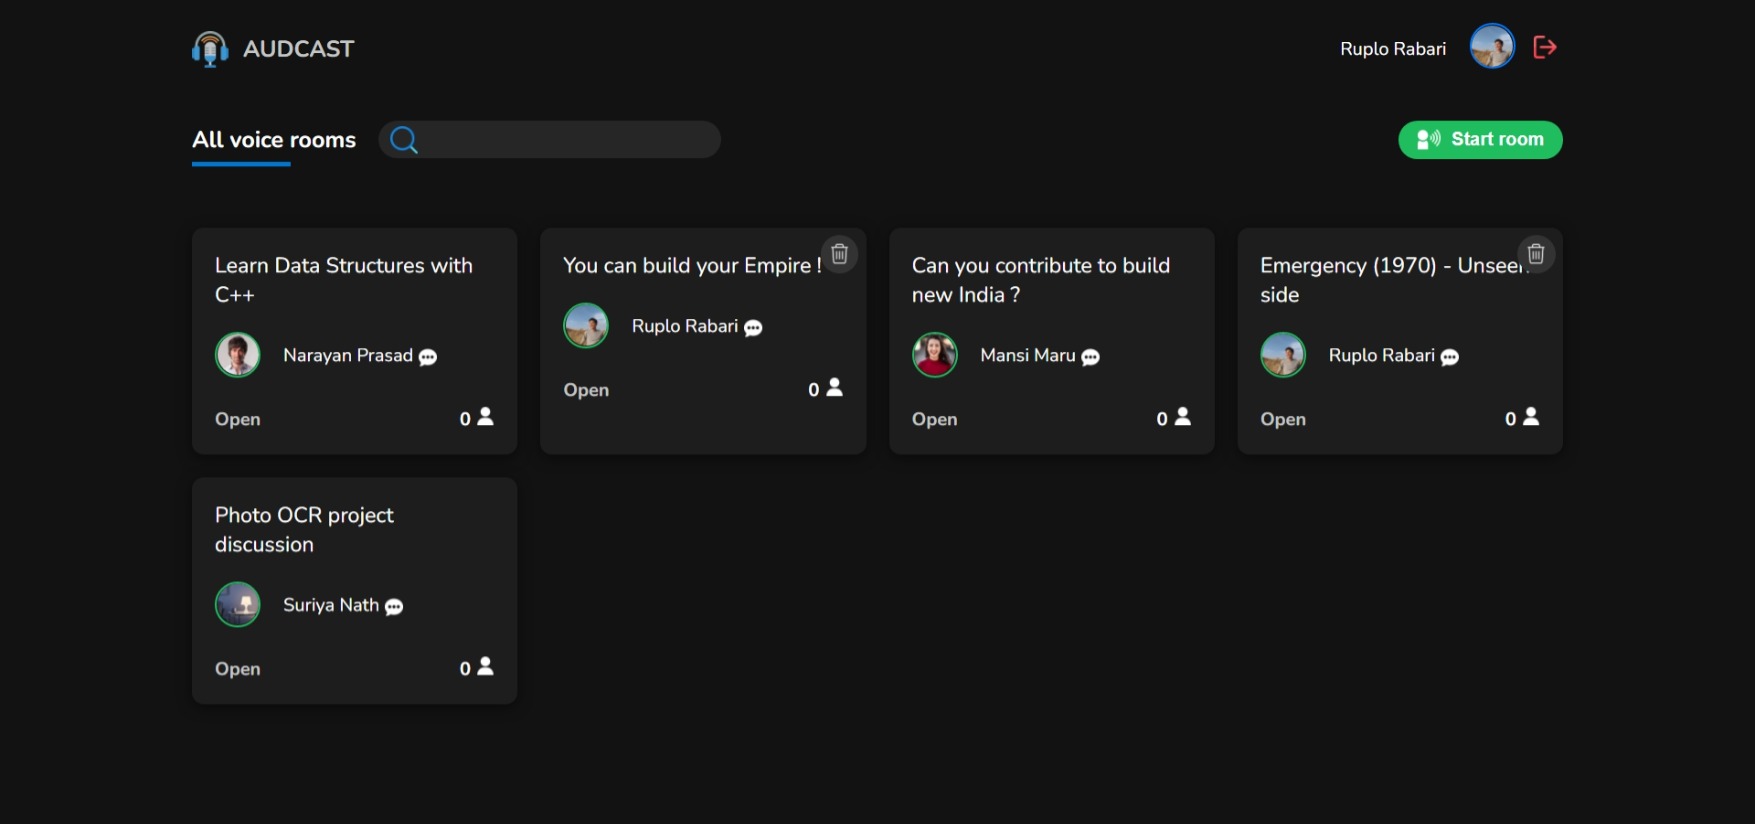 AUDCAST
Ruplo Rabari
All voice rooms
Start room
Learn Data Structures with
C++
Narayan Prasad
Open
0
You can build your Empire !
Ruplo Rabari
Open
0
Can you contribute to build
new India ?
Mansi Maru
Open
0
Emergency (1970) - Unseen
side
Ruplo Rabari
Open
0
Photo OCR project
discussion
Suriya Nath
Open
0